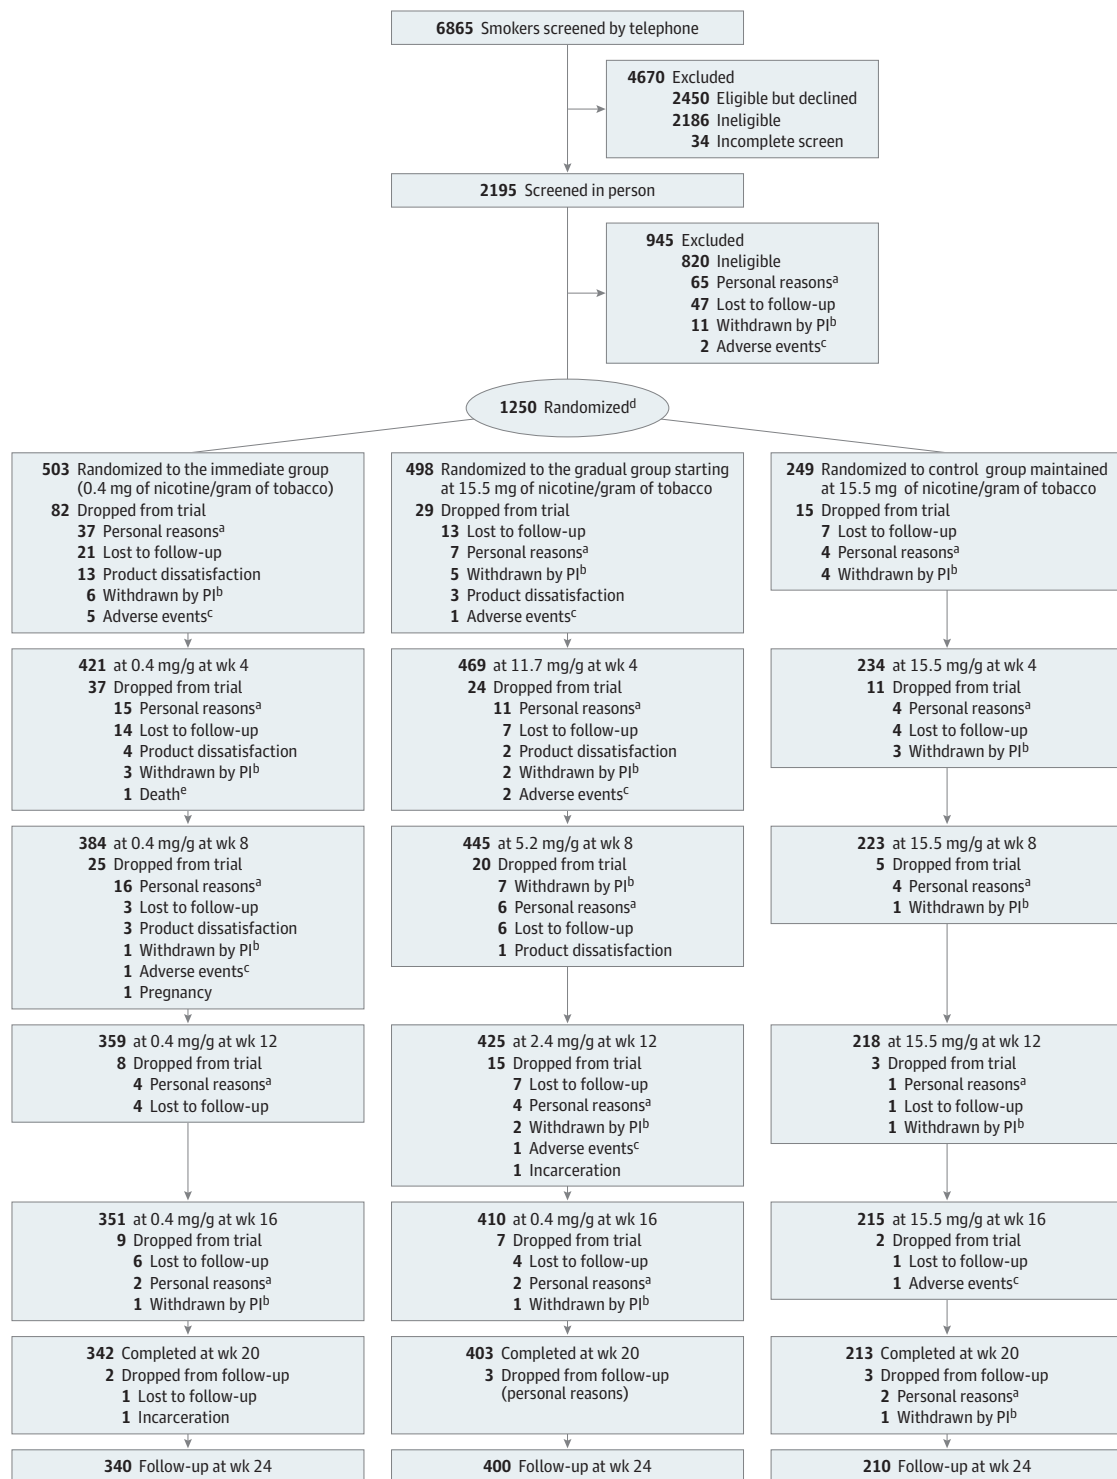 6865 Smokers screened by telephone
4670 Excluded
2450 Eligible but declined
2186 Ineligible
34 Incomplete screen
2195 Screened in person
945 Excluded
820 Ineligible
65 Personal reasonsᵃ
47 Lost to follow-up
11 Withdrawn by PIᵇ
2 Adverse eventsᶜ
1250 Randomizedᵈ
503 Randomized to the immediate group
(0.4 mg of nicotine/gram of tobacco)
82 Dropped from trial
37 Personal reasonsᵃ
21 Lost to follow-up
13 Product dissatisfaction
6 Withdrawn by PIᵇ
5 Adverse eventsᶜ
498 Randomized to the gradual group starting
at 15.5 mg of nicotine/gram of tobacco
29 Dropped from trial
13 Lost to follow-up
7 Personal reasonsᵃ
5 Withdrawn by PIᵇ
3 Product dissatisfaction
1 Adverse eventsᶜ
249 Randomized to control group maintained
at 15.5 mg of nicotine/gram of tobacco
15 Dropped from trial
7 Lost to follow-up
4 Personal reasonsᵃ
4 Withdrawn by PIᵇ
421 at 0.4 mg/g at wk 4
37 Dropped from trial
15 Personal reasonsᵃ
14 Lost to follow-up
4 Product dissatisfaction
3 Withdrawn by PIᵇ
1 Deathᵉ
469 at 11.7 mg/g at wk 4
24 Dropped from trial
11 Personal reasonsᵃ
7 Lost to follow-up
2 Product dissatisfaction
2 Withdrawn by PIᵇ
2 Adverse eventsᶜ
234 at 15.5 mg/g at wk 4
11 Dropped from trial
4 Personal reasonsᵃ
4 Lost to follow-up
3 Withdrawn by PIᵇ
384 at 0.4 mg/g at wk 8
25 Dropped from trial
16 Personal reasonsᵃ
3 Lost to follow-up
3 Product dissatisfaction
1 Withdrawn by PIᵇ
1 Adverse eventsᶜ
1 Pregnancy
445 at 5.2 mg/g at wk 8
20 Dropped from trial
7 Withdrawn by PIᵇ
6 Personal reasonsᵃ
6 Lost to follow-up
1 Product dissatisfaction
223 at 15.5 mg/g at wk 8
5 Dropped from trial
4 Personal reasonsᵃ
1 Withdrawn by PIᵇ
359 at 0.4 mg/g at wk 12
8 Dropped from trial
4 Personal reasonsᵃ
4 Lost to follow-up
425 at 2.4 mg/g at wk 12
15 Dropped from trial
7 Lost to follow-up
4 Personal reasonsᵃ
2 Withdrawn by PIᵇ
1 Adverse eventsᶜ
1 Incarceration
218 at 15.5 mg/g at wk 12
3 Dropped from trial
1 Personal reasonsᵃ
1 Lost to follow-up
1 Withdrawn by PIᵇ
351 at 0.4 mg/g at wk 16
9 Dropped from trial
6 Lost to follow-up
2 Personal reasonsᵃ
1 Withdrawn by PIᵇ
410 at 0.4 mg/g at wk 16
7 Dropped from trial
4 Lost to follow-up
2 Personal reasonsᵃ
1 Withdrawn by PIᵇ
215 at 15.5 mg/g at wk 16
2 Dropped from trial
1 Lost to follow-up
1 Adverse eventsᶜ
342 Completed at wk 20
2 Dropped from follow-up
1 Lost to follow-up
1 Incarceration
403 Completed at wk 20
3 Dropped from follow-up
(personal reasons)
213 Completed at wk 20
3 Dropped from follow-up
2 Personal reasonsᵃ
1 Withdrawn by PIᵇ
340 Follow-up at wk 24
400 Follow-up at wk 24
210 Follow-up at wk 24